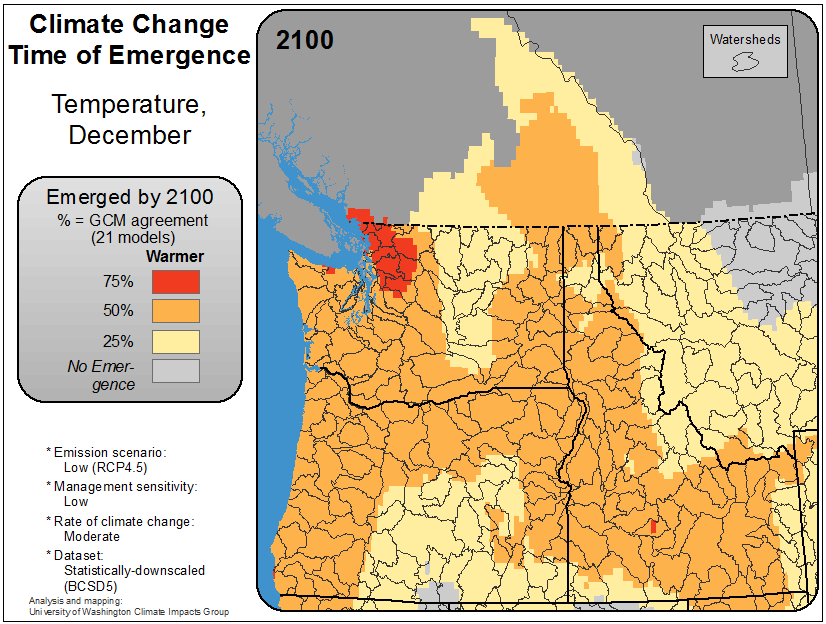 Climate Change
Time of Emergence
Temperature,
December
Emerged by 2100
% = GCM agreement
(21 models)
Warmer
75%
50%
25%
No Emer-
gence
* Emission scenario:
Low (RCP4.5)
* Management sensitivity:
Low
* Rate of climate change:
Moderate
* Dataset:
Statistically-downscaled
(BCSD5)
Analysis and mapping:
University of Washington Climate Impacts Group
2100
Watersheds